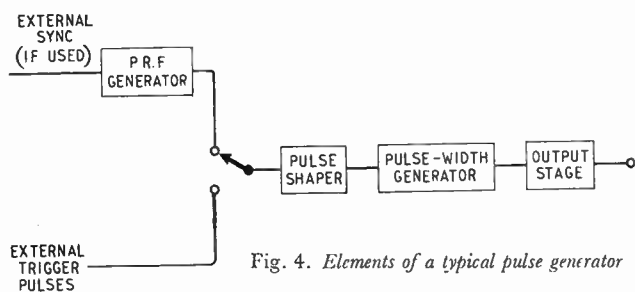 EXTERNAL
SYNC
(IF USED)
P.R.F
GENERATOR
PULSE
SHAPER
PULSE-WIDTH
GENERATOR
OUTPUT
STAGE
EXTERNAL
TRIGGER
PULSES
Fig. 4. Elements of a typical pulse generator